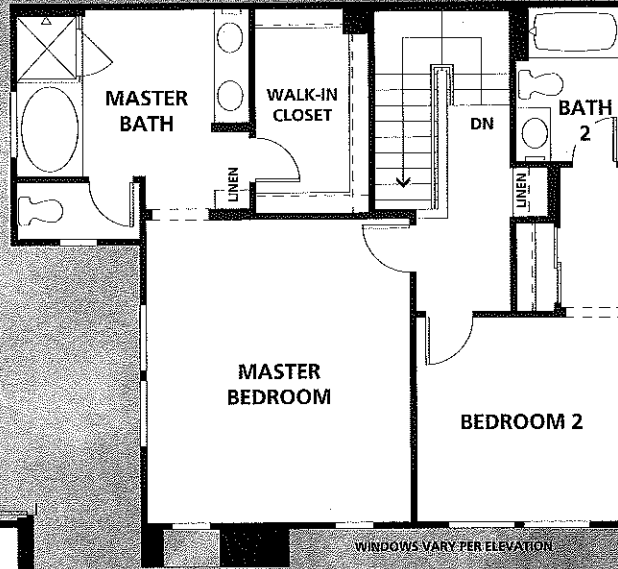 MASTER
BATH
WALK-IN
CLOSET
DN
BATH
2
LINEN
LINEN
MASTER
BEDROOM
BEDROOM 2
WINDOWS VARY PER ELEVATION